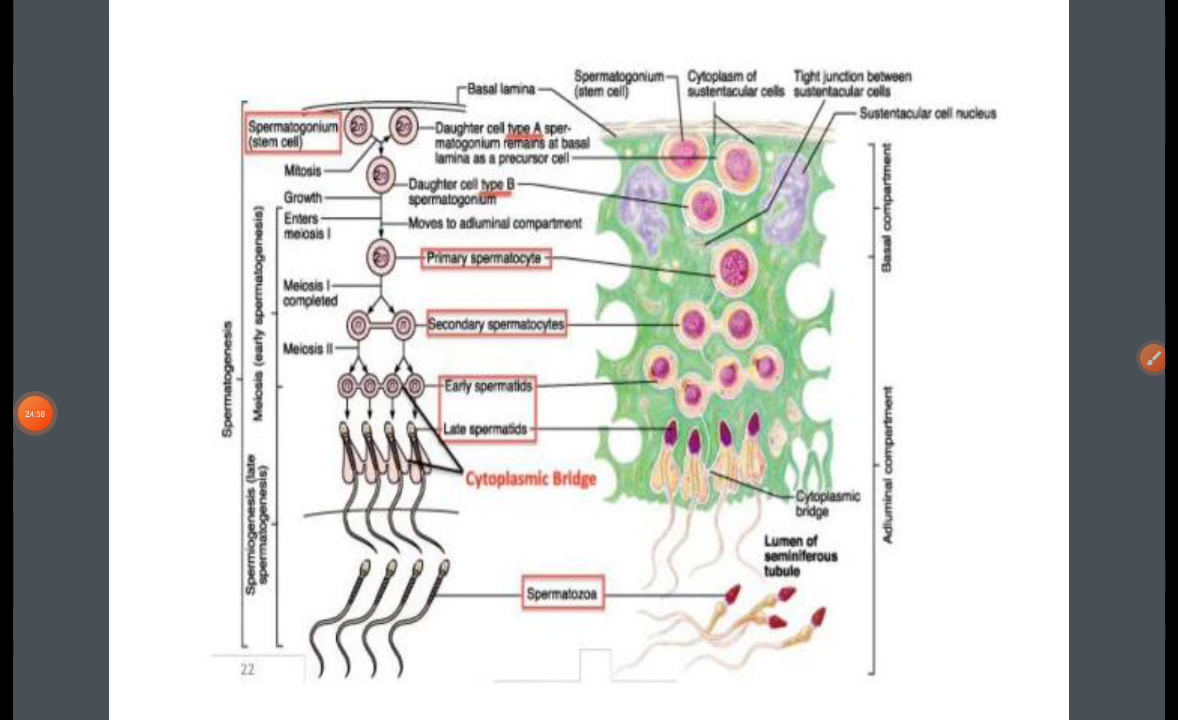 Basal lamina
Spermatogonium
(stem cell)
Cytoplasm of
sustentacular cells
Tight junction between
sustentacular cells
Sustentacular cell nucleus
Spermatogonium
(stem cell)
2n
2n
Daughter cell type A sper-
matogonium remains at basal
lamina as a precursor cell
Mitosis
2n
Daughter cell type B
spermatogonium
Growth
Enters
meiosis I
Moves to adluminal compartment
2n
Primary spermatocyte
Meiosis I
completed
n
n
Secondary spermatocytes
Meiosis II
n
n
n
n
Early spermatids
Late spermatids
Cytoplasmic Bridge
Cytoplasmic
bridge
Lumen of
seminiferous
tubule
Spermatozoa
Spermatogenesis
Meiosis (early spermatogenesis)
Spermiogenesis (late
spermatogenesis)
Basal compartment
Adluminal compartment
22
24:58